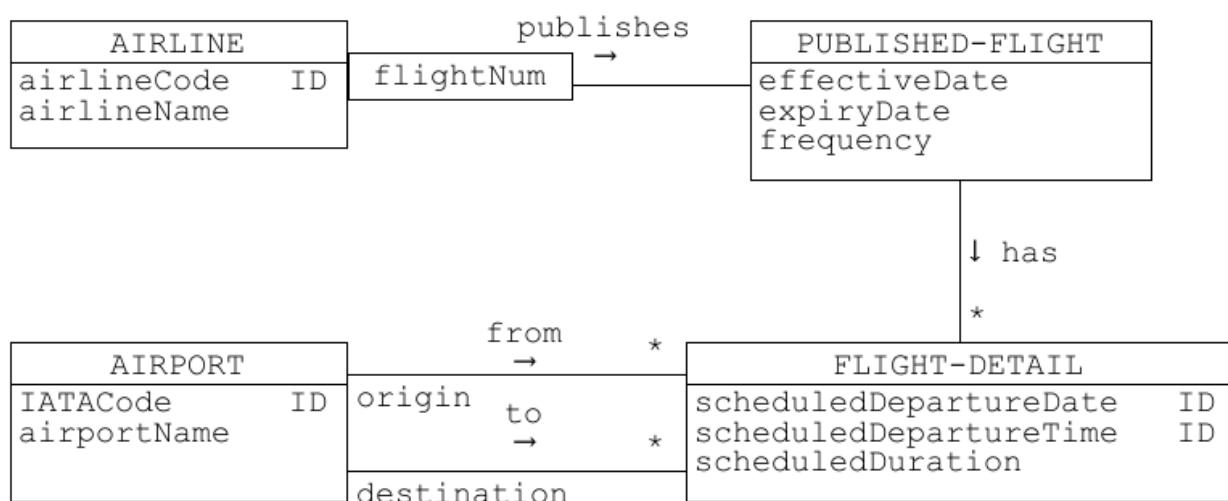 publishes
→
AIRLINE
airlineCode ID
airlineName
flightNum
PUBLISHED-FLIGHT
effectiveDate
expiryDate
frequency
↓ has
*
from
→
*
origin
to
→
*
destination
AIRPORT
IATACode ID
airportName
FLIGHT-DETAIL
scheduledDepartureDate ID
scheduledDepartureTime ID
scheduledDuration